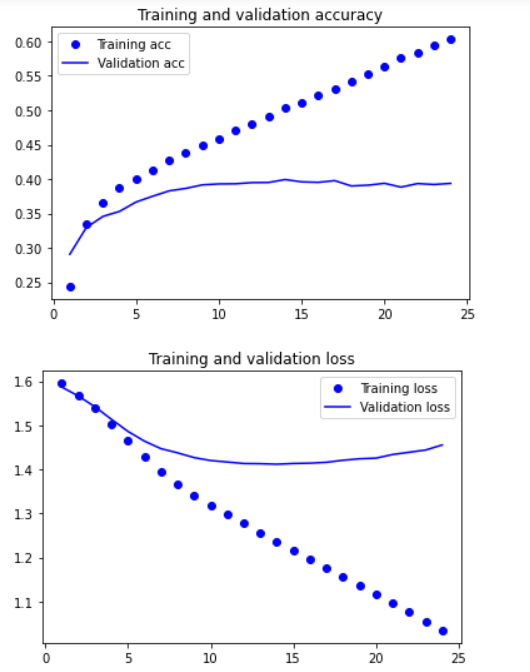 Training and validation accuracy
Training acc
Validation acc
0.60
0.55
0.50
0.45
0.40
0.35
0.30
0.25
0 5 10 15 20 25
Training and validation loss
Training loss
Validation loss
1.6
1.5
1.4
1.3
1.2
1.1
0 5 10 15 20 25